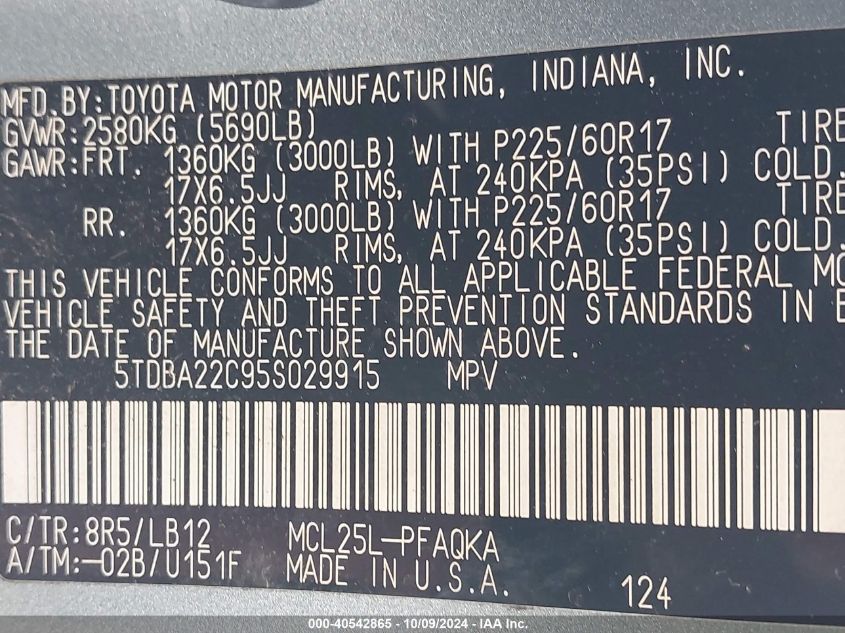 MFD. BY: TOYOTA MOTOR MANUFACTURING, INDIANA, INC.
GVWR: 2580KG (5690LB)
GAWR: FRT. 1360KG (3000LB) WITH P225/60R17 TIRE
17X6.5JJ RIMS, AT 240KPA (35PSI) COLD.
RR. 1360KG (3000LB) WITH P225/60R17 TIRE
17X6.5JJ RIMS, AT 240KPA (35PSI) COLD.
THIS VEHICLE CONFORMS TO ALL APPLICABLE FEDERAL MO
VEHICLE SAFETY AND THEFT PREVENTION STANDARDS IN E
THE DATE OF MANUFACTURE SHOWN ABOVE.
5TDBA22C95S029915 MPV
C/TR: 8R5/LB12 MCL25L-PFAQKA
A/TM:-02B/U151F MADE IN U.S.A.
124
000-40542865 - 10/09/2024 - IAA Inc.